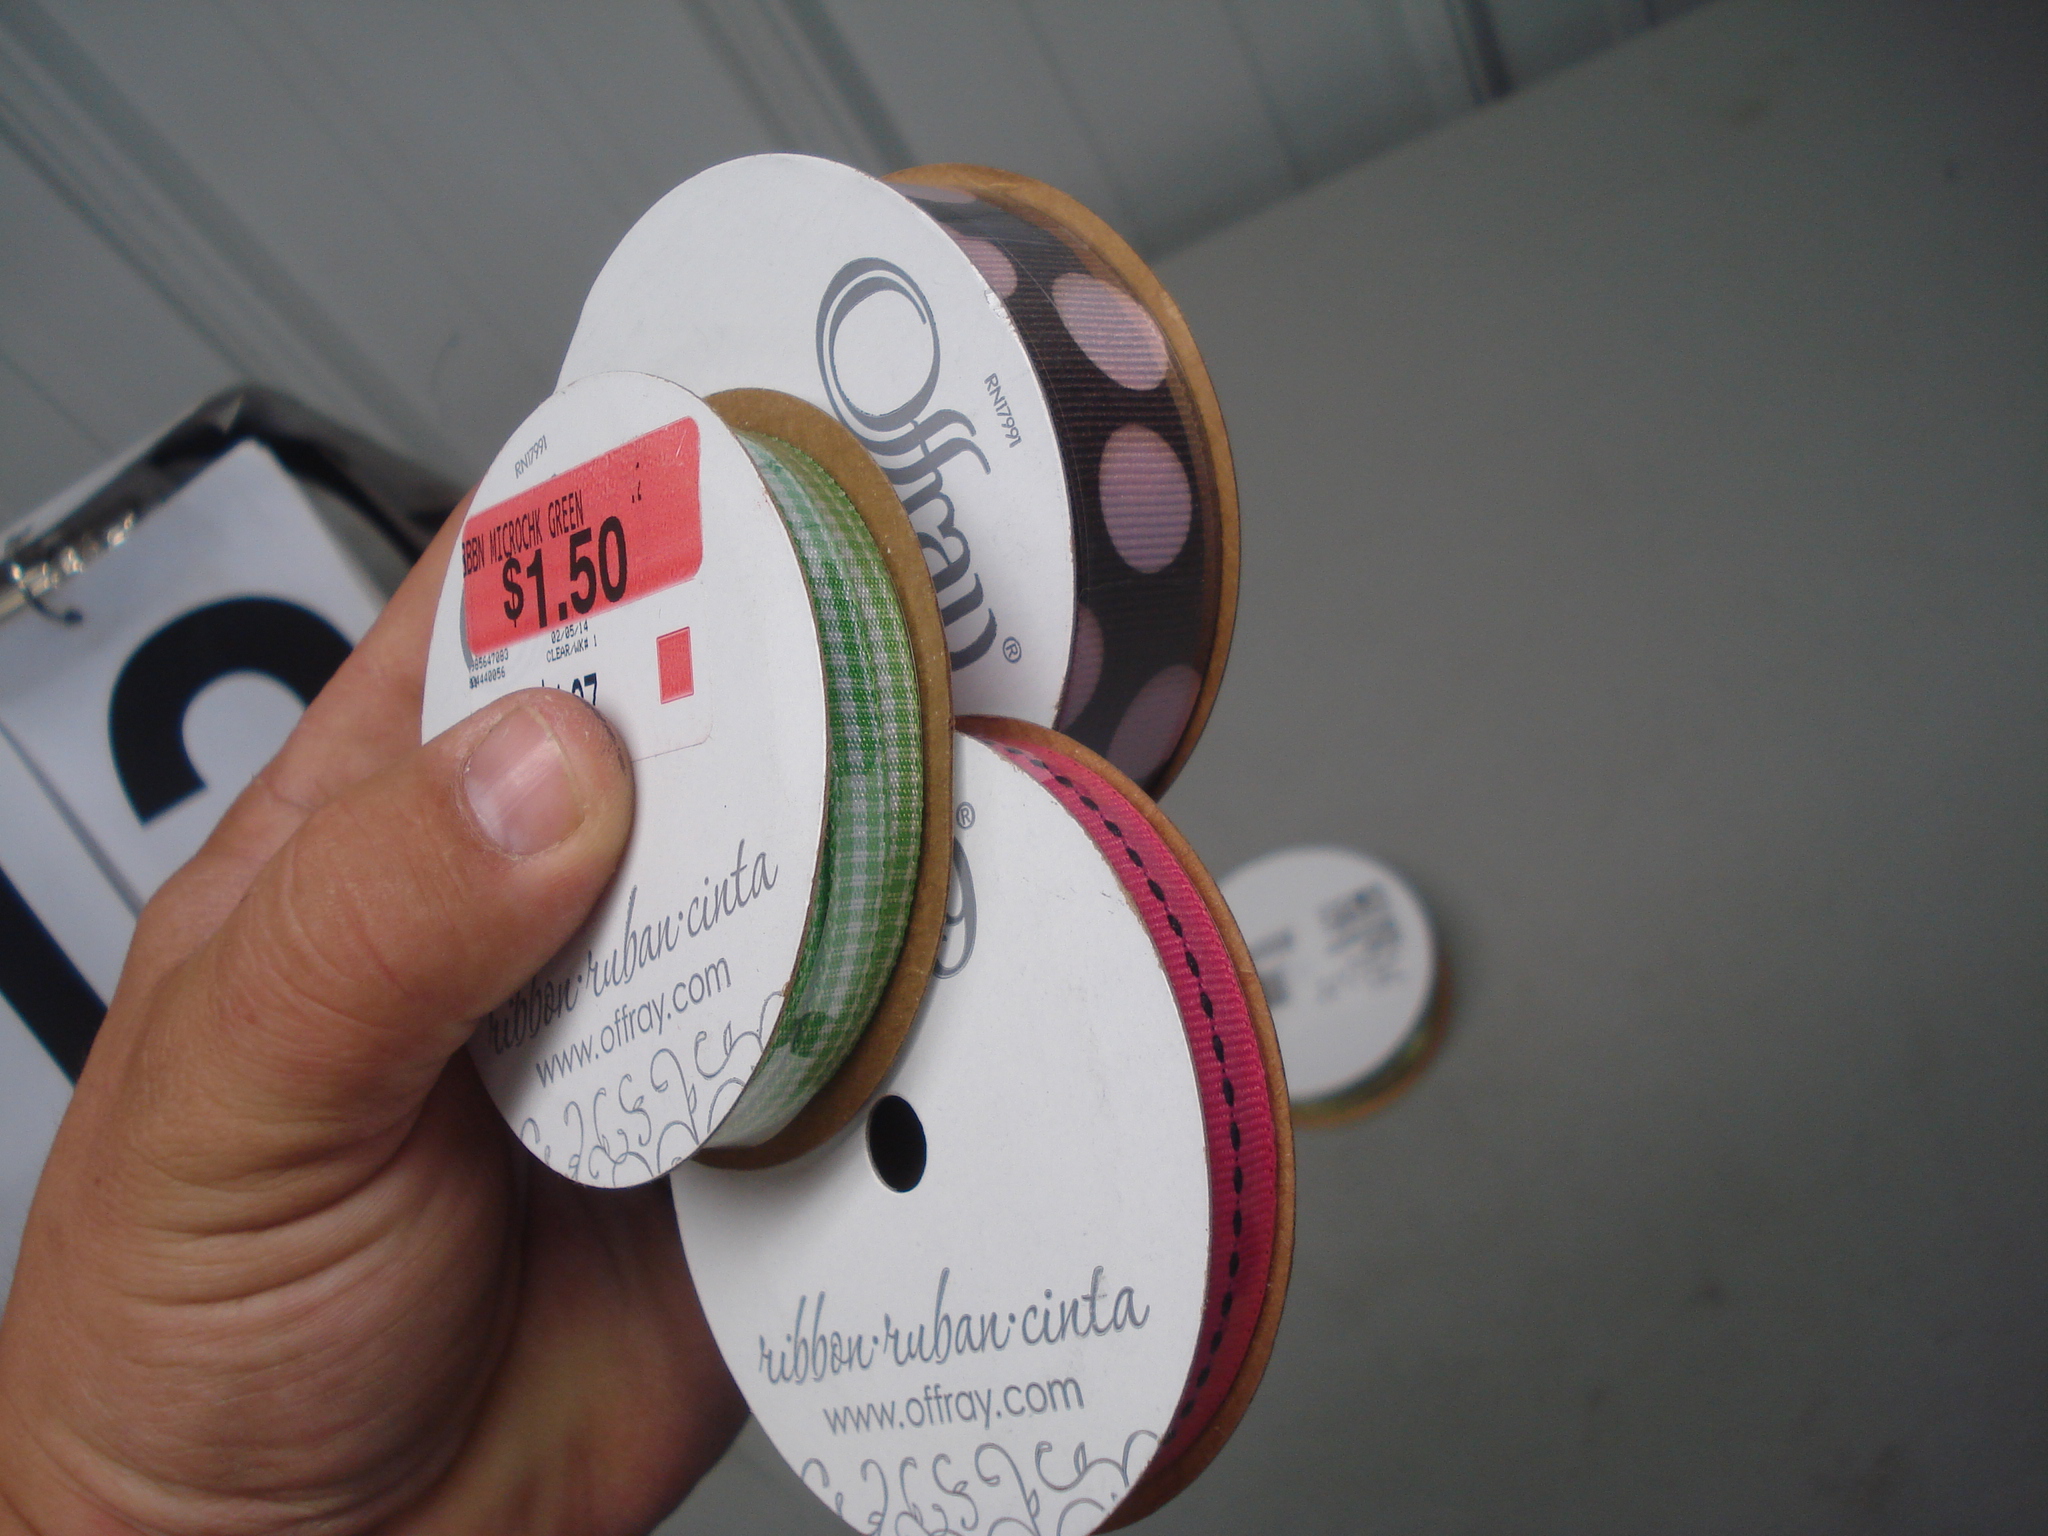 Offray®
RN17991
RN17991
MICROCHK GREEN
$1.50
02/05/14
CLEAR/WK# 1
ribbon·ruban·cinta
www.offray.com
®
ribbon·ruban·cinta
www.offray.com